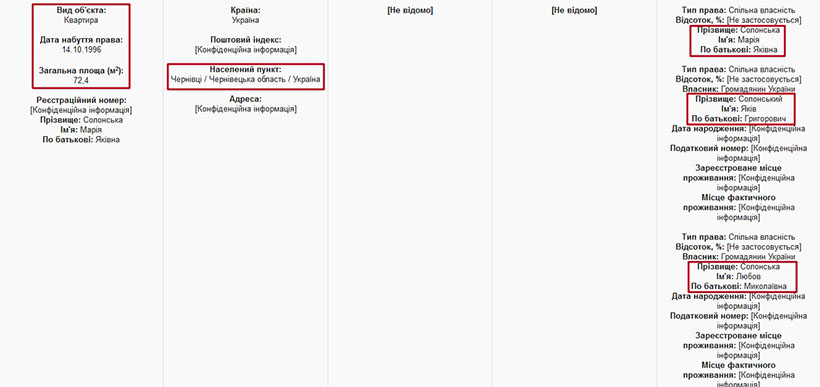 Вид об'єкта:
Квартира
Дата набуття права:
14.10.1996
Загальна площа (м²):
72,4
Реєстраційний номер:
[Конфіденційна інформація]
Прізвище: Солонська
Ім'я: Марія
По батькові: Яківна
Країна:
Україна
Поштовий індекс:
[Конфіденційна інформація]
Населений пункт:
Чернівці / Чернівецька область / Україна
Адреса:
[Конфіденційна інформація]
[Не відомо]
[Не відомо]
Тип права: Спільна власність
Відсоток, %: [Не застосовується]
Прізвище: Солонська
Ім'я: Марія
По батькові: Яківна
Тип права: Спільна власність
Відсоток, %: [Не застосовується]
Власник: Громадянин України
Прізвище: Солонський
Ім'я: Яків
По батькові: Григорович
Дата народження: [Конфіденційна
інформація]
Податковий номер: [Конфіденційна
інформація]
Зареєстроване місце
проживання: [Конфіденційна
інформація]
Місце фактичного
проживання: [Конфіденційна
інформація]
Тип права: Спільна власність
Відсоток, %: [Не застосовується]
Власник: Громадянин України
Прізвище: Солонська
Ім'я: Любов
По батькові: Миколаївна
Дата народження: [Конфіденційна
інформація]
Податковий номер: [Конфіденційна
інформація]
Зареєстроване місце
проживання: [Конфіденційна
інформація]
Місце фактичного
проживання: [Конфіденційна